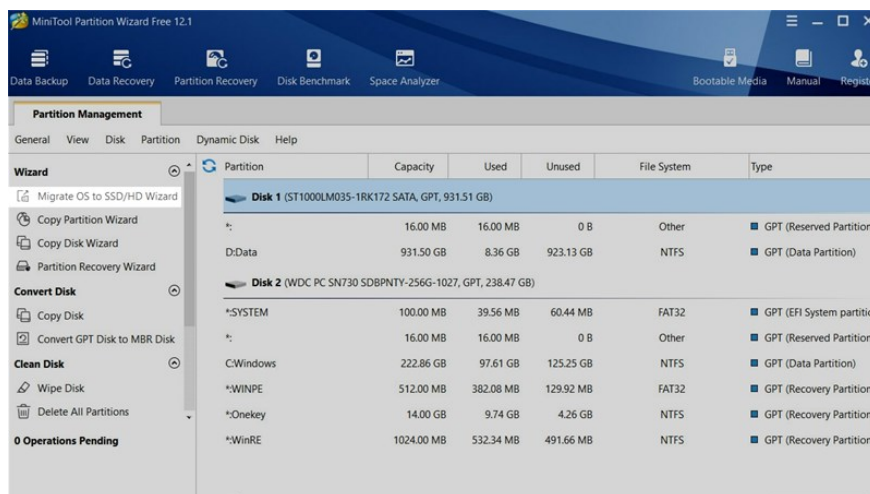 MiniTool Partition Wizard Free 12.1
Data Backup Data Recovery Partition Recovery Disk Benchmark Space Analyzer Bootable Media Manual Regist
Partition Management
General View Disk Partition Dynamic Disk Help
Wizard
Migrate OS to SSD/HD Wizard
Copy Partition Wizard
Copy Disk Wizard
Partition Recovery Wizard
Convert Disk
Copy Disk
Convert GPT Disk to MBR Disk
Clean Disk
Wipe Disk
Delete All Partitions
0 Operations Pending
Partition Capacity Used Unused File System Type
Disk 1 (ST1000LM035-1RK172 SATA, GPT, 931.51 GB)
*: 16.00 MB 16.00 MB 0 B Other GPT (Reserved Partition
D:Data 931.50 GB 8.36 GB 923.13 GB NTFS GPT (Data Partition)
Disk 2 (WDC PC SN730 SDBPNTY-256G-1027, GPT, 238.47 GB)
*:SYSTEM 100.00 MB 39.56 MB 60.44 MB FAT32 GPT (EFI System partitio
*: 16.00 MB 16.00 MB 0 B Other GPT (Reserved Partition
C:Windows 222.86 GB 97.61 GB 125.25 GB NTFS GPT (Data Partition)
*:WINPE 512.00 MB 382.08 MB 129.92 MB FAT32 GPT (Recovery Partition
*:Onekey 14.00 GB 9.74 GB 4.26 GB NTFS GPT (Recovery Partition
*:WinRE 1024.00 MB 532.34 MB 491.66 MB NTFS GPT (Recovery Partition